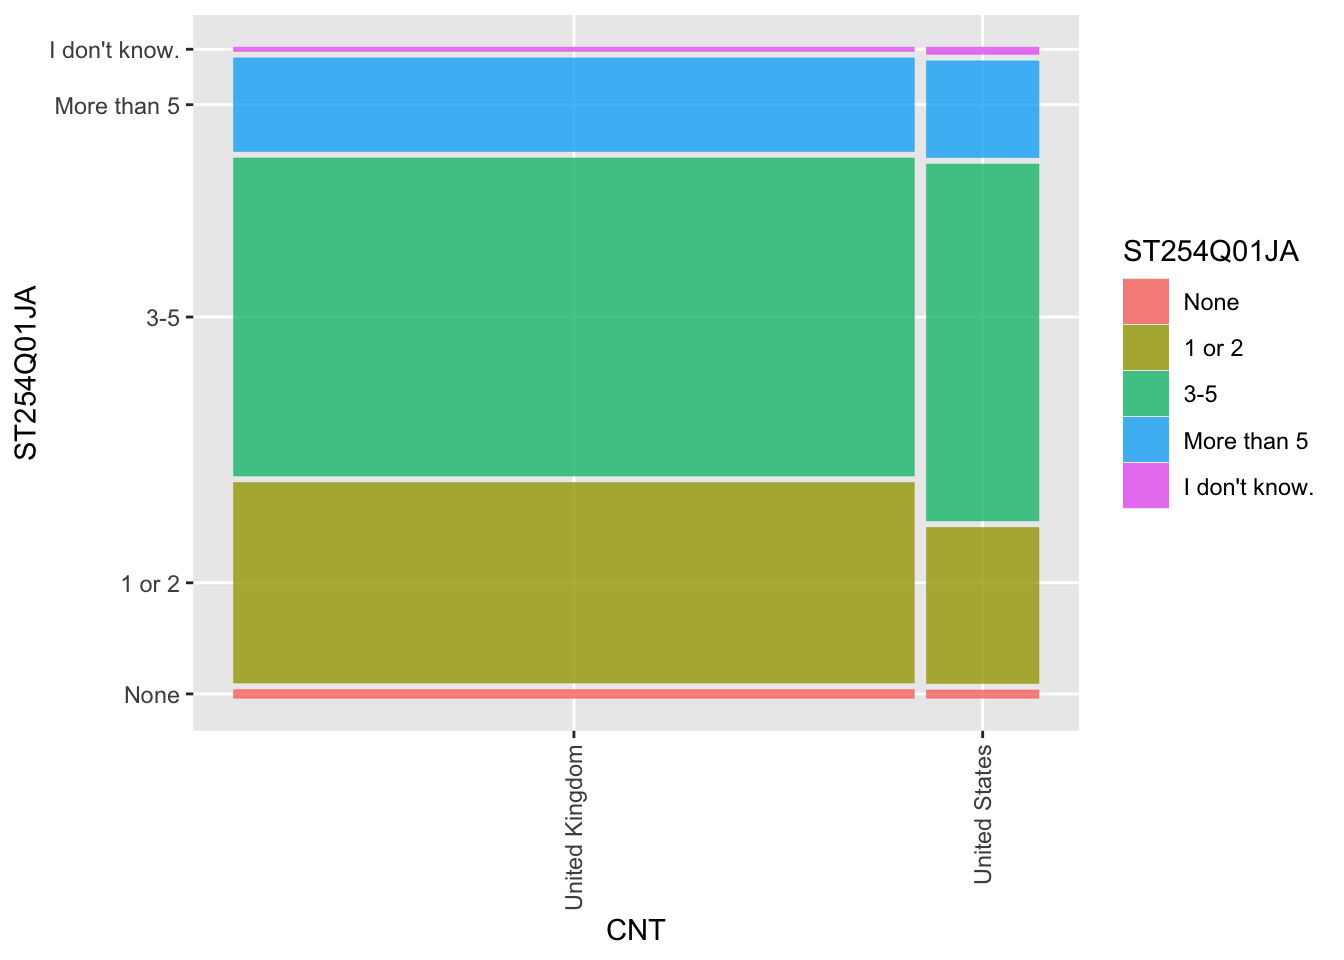 I don't know.
More than 5
3-5
1 or 2
None
ST254Q01JA
United Kingdom
United States
CNT
ST254Q01JA
None
1 or 2
3-5
More than 5
I don't know.